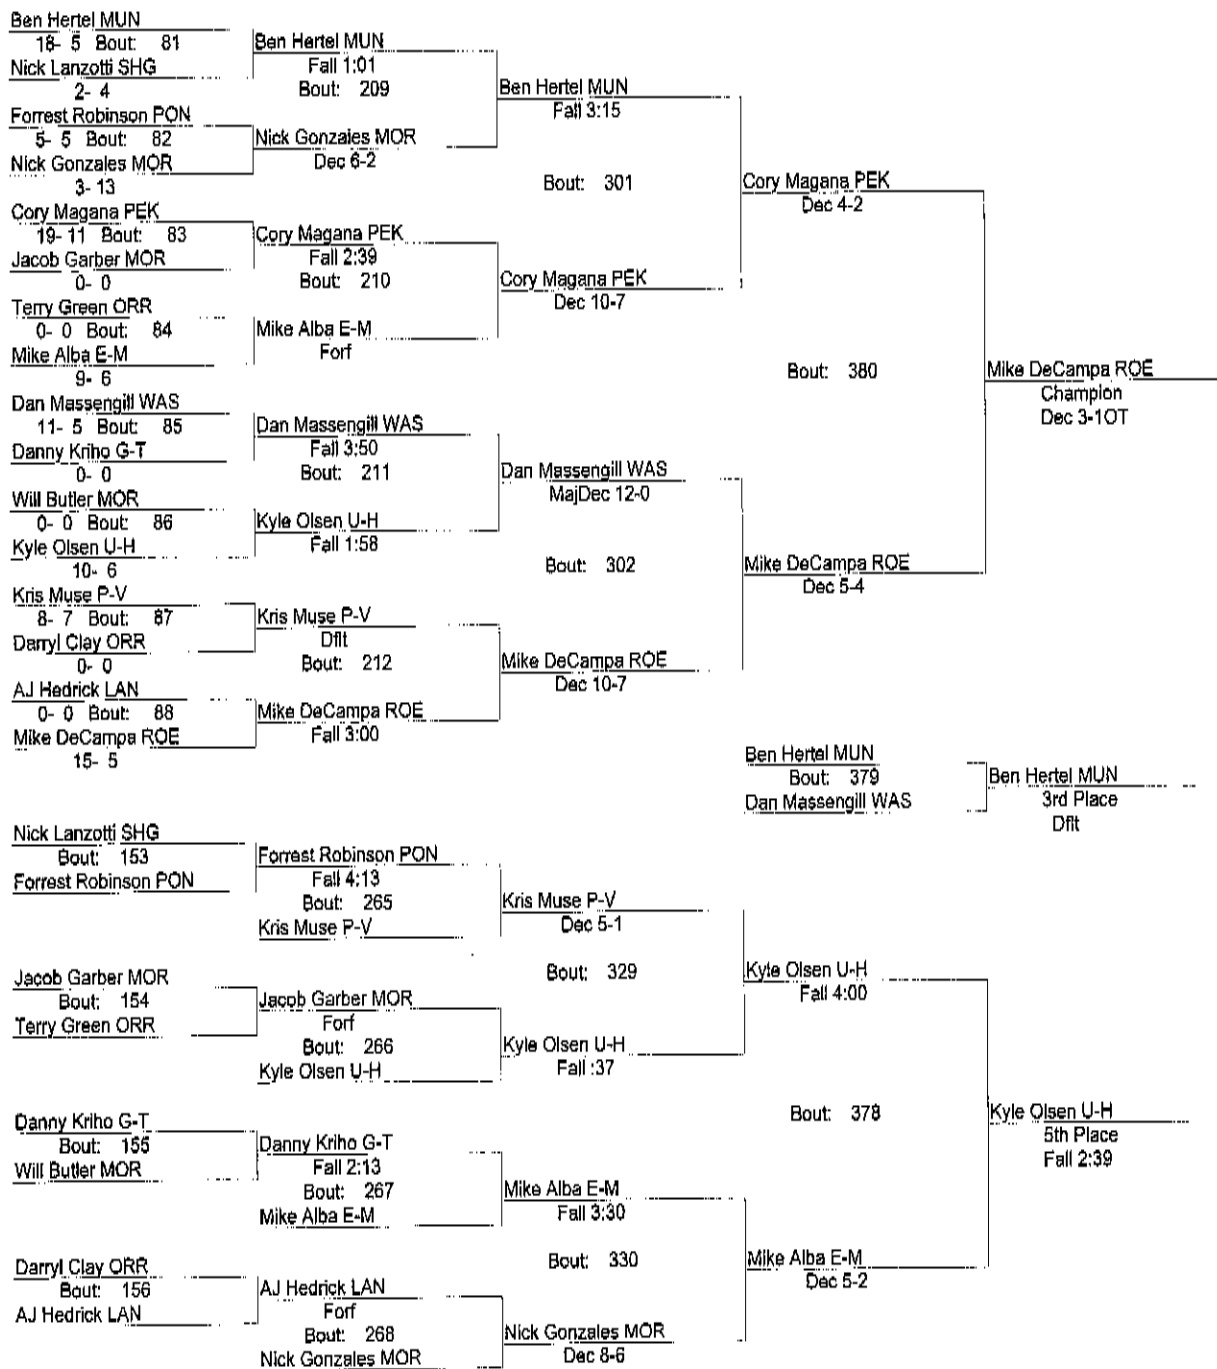 Ben Hertel MUN
18- 5 Bout: 81
Nick Lanzotti SHG
2- 4
Forrest Robinson PON
5- 5 Bout: 82
Nick Gonzales MOR
3- 13
Cory Magana PEK
19- 11 Bout: 83
Jacob Garber MOR
0- 0
Terry Green ORR
0- 0 Bout: 84
Mike Alba E-M
9- 6
Dan Massengill WAS
11- 5 Bout: 85
Danny Kriho G-T
0- 0
Will Butler MOR
0- 0 Bout: 86
Kyle Olsen U-H
10- 6
Kris Muse P-V
8- 7 Bout: 87
Darryl Clay ORR
0- 0
AJ Hedrick LAN
0- 0 Bout: 88
Mike DeCampa ROE
15- 5
Ben Hertel MUN
Fall 1:01
Bout: 209
Nick Gonzales MOR
Dec 6-2
Cory Magana PEK
Fall 2:39
Bout: 210
Mike Alba E-M
Forf
Dan Massengill WAS
Fall 3:50
Bout: 211
Kyle Olsen U-H
Fall 1:58
Kris Muse P-V
Dflt
Bout: 212
Mike DeCampa ROE
Fall 3:00
Ben Hertel MUN
Fall 3:15
Bout: 301
Cory Magana PEK
Dec 10-7
Dan Massengill WAS
MajDec 12-0
Bout: 302
Mike DeCampa ROE
Dec 10-7
Cory Magana PEK
Dec 4-2
Bout: 380
Mike DeCampa ROE
Dec 5-4
Mike DeCampa ROE
Champion
Dec 3-1OT
Ben Hertel MUN
Bout: 379
Dan Massengill WAS
Ben Hertel MUN
3rd Place
Dflt
Nick Lanzotti SHG
Bout: 153
Forrest Robinson PON
Jacob Garber MOR
Bout: 154
Terry Green ORR
Danny Kriho G-T
Bout: 155
Will Butler MOR
Darryl Clay ORR
Bout: 156
AJ Hedrick LAN
Forrest Robinson PON
Fall 4:13
Bout: 265
Kris Muse P-V
Jacob Garber MOR
Forf
Bout: 266
Kyle Olsen U-H
Danny Kriho G-T
Fall 2:13
Bout: 267
Mike Alba E-M
AJ Hedrick LAN
Forf
Bout: 268
Nick Gonzales MOR
Kris Muse P-V
Dec 5-1
Bout: 329
Kyle Olsen U-H
Fall :37
Mike Alba E-M
Fall 3:30
Bout: 330
Nick Gonzales MOR
Dec 8-6
Kyle Olsen U-H
Fall 4:00
Bout: 378
Mike Alba E-M
Dec 5-2
Kyle Olsen U-H
5th Place
Fall 2:39